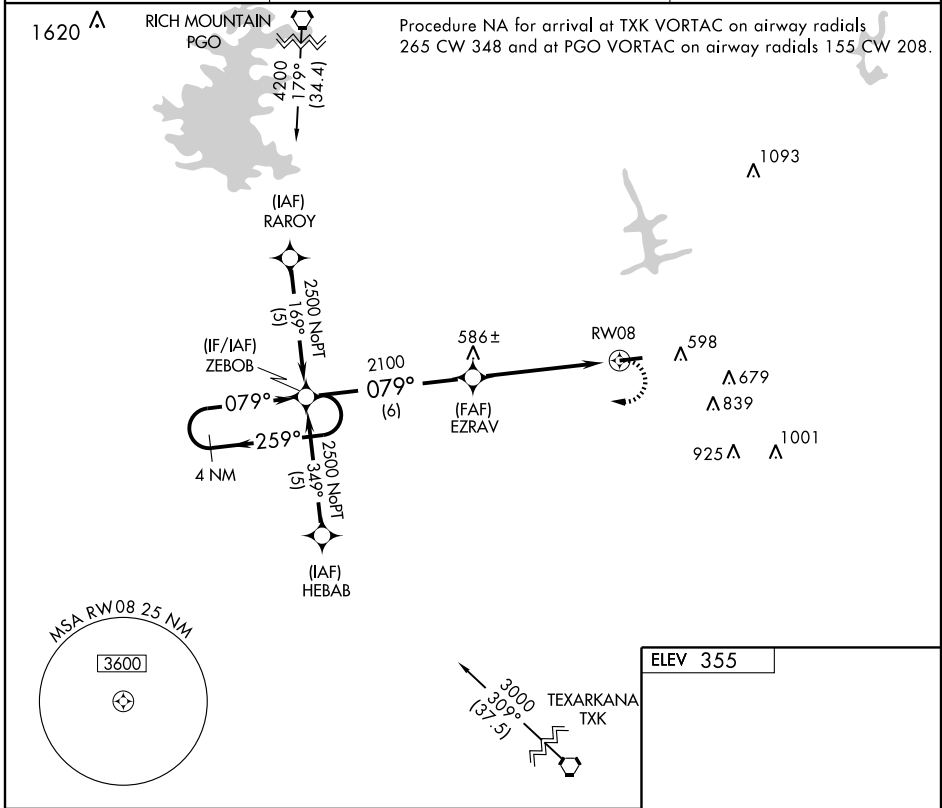 1620
RICH MOUNTAIN
PGO
4200
179°
(34.4)
Procedure NA for arrival at TXK VORTAC on airway radials
265 CW 348 and at PGO VORTAC on airway radials 155 CW 208.
1093
(IAF)
RAROY
2500 NoPT
169°
(5)
(IF/IAF)
ZEBOB
586±
RW08
598
2100
079°
(6)
679
079°
(FAF)
EZRAV
839
259°
4 NM
925
1001
2500 NoPT
349°
(5)
(IAF)
HEBAB
MSA RW08 25 NM
3600
3000
309°
(37.5)
TEXARKANA
TXK
ELEV 355